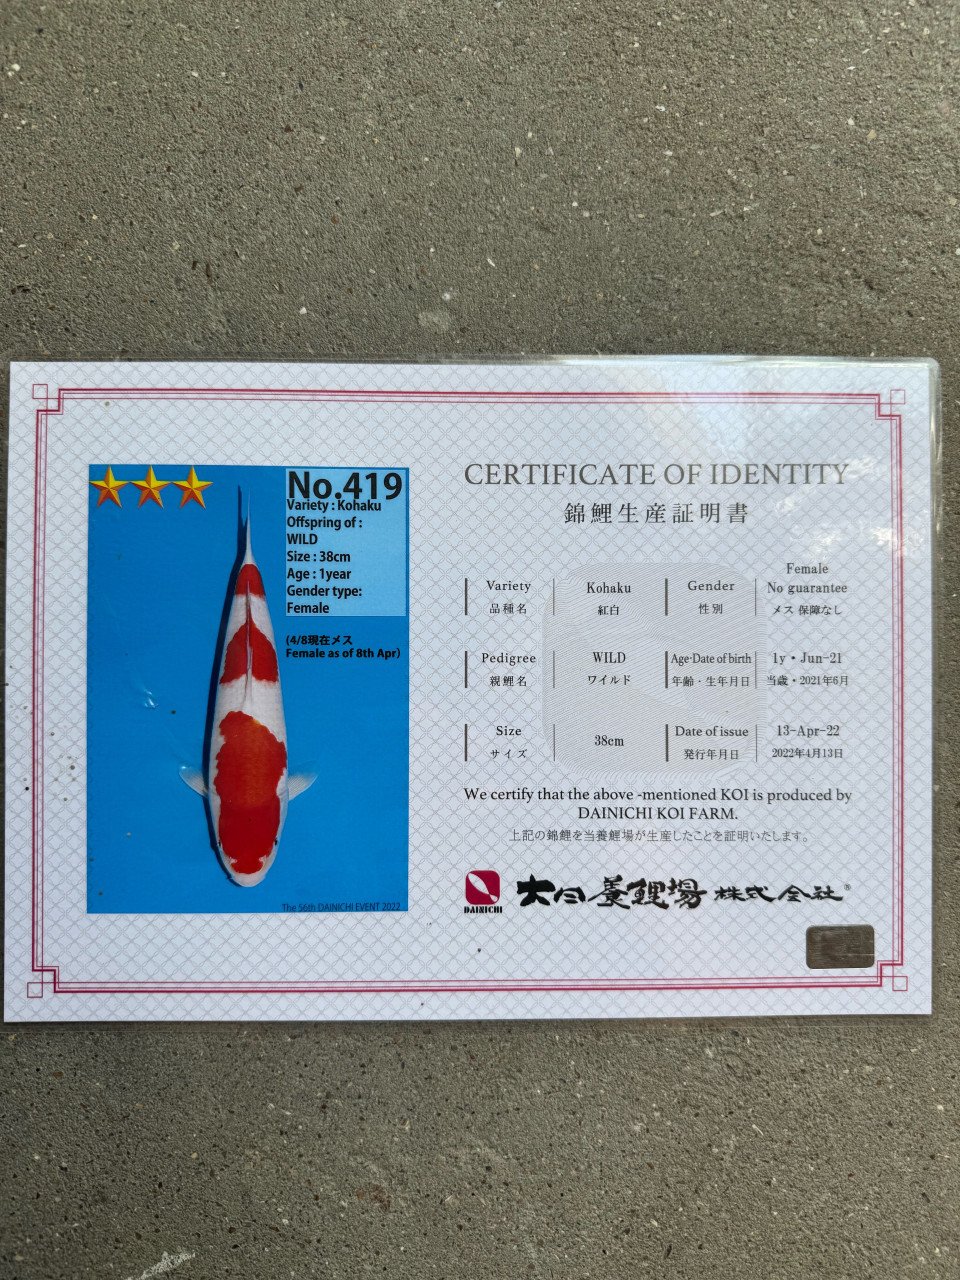 No.419
Variety : Kohaku
Offspring of :
WILD
Size : 38cm
Age : 1year
Gender type:
Female
(4/8現在メス
Female as of 8th Apr)
The 56th DAINICHI EVENT 2022
CERTIFICATE OF IDENTITY
錦鯉生産証明書
Variety
品種名
Kohaku
紅白
Gender
性別
Female
No guarantee
メス 保障なし
Pedigree
親鯉名
WILD
ワイルド
Age·Date of birth
年齢・生年月日
1y・Jun-21
当歳・2021年6月
Size
サイズ
38cm
Date of issue
発行年月日
13-Apr-22
2022年4月13日
We certify that the above -mentioned KOI is produced by
DAINICHI KOI FARM.
上記の錦鯉を当養鯉場が生産したことを証明いたします。
DAINICHI
大日養鯉場 株式会社®